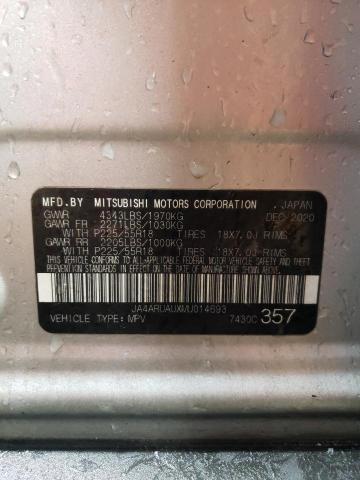 MFD.BY MITSUBISHI MOTORS CORPORATION , JAPAN
GVWR 4343LBS/1970KG DEC 2020
GAWR FR 2271LBS/1030KG
WITH P225/55R18 TIRES 18X7.0J RIMS
GAWR RR 2205LBS/1000KG
WITH P225/55R18 TIRES 18X7.0J RIMS
THIS VEHICLE CONFORMS TO ALL APPLICABLE
FEDERAL MOTOR VEHICLE SAFETY STANDARDS
IN EFFECT ON THE DATE OF MANUFACTURE SHOWN ABOVE.
JA4ARUAUXMU014693
VEHICLE TYPE: MPV 7430C 357